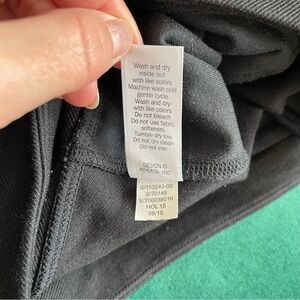 Wash and dry
inside out
with like colors
Machine wash cold
gentle cycle
Wash and dry
with like colors
Do not bleach
Do not use fabric
softeners
Tumble dry low
Do not dry clean
Do not iron
DESIGN ©
ATHLETA, INC.
S/153249-00
S/70145
V/700038016
HOL 15
08/15